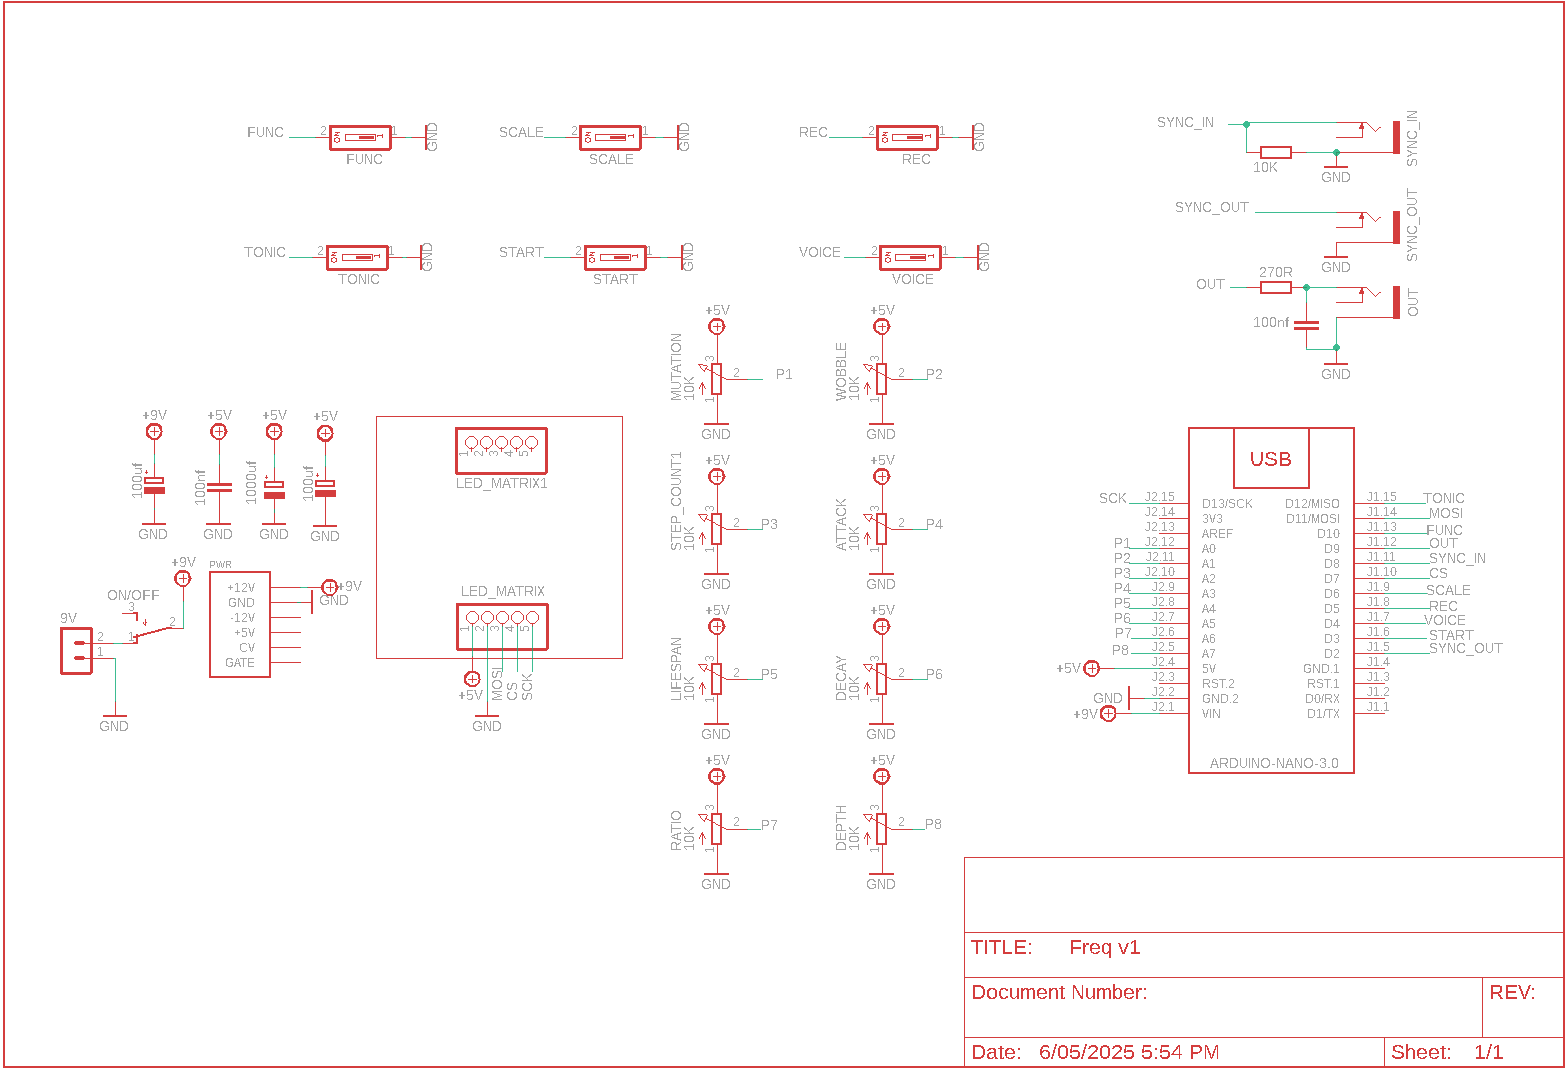 FUNC 2 ON 1 1 GND
FUNC
SCALE 2 ON 1 1 GND
SCALE
REC 2 ON 1 1 GND
REC
TONIC 2 ON 1 1 GND
TONIC
START 2 ON 1 1 GND
START
VOICE 2 ON 1 1 GND
VOICE
SYNC_IN
10K
GND
SYNC_IN
SYNC_OUT
GND
SYNC_OUT
OUT
270R
100nf
GND
OUT
+5V
MUTATION
10K
3
2
1
P1
GND
+5V
WOBBLE
10K
3
2
1
P2
GND
+5V
STEP_COUNT1
10K
3
2
1
P3
GND
+5V
ATTACK
10K
3
2
1
P4
GND
+5V
LIFESPAN
10K
3
2
1
P5
GND
+5V
DECAY
10K
3
2
1
P6
GND
+5V
RATIO
10K
3
2
1
P7
GND
+5V
DEPTH
10K
3
2
1
P8
GND
+9V +5V +5V +5V
100uf 100nf 1000uf 100uf
GND GND GND GND
+9V
ON/OFF
3
2
1
9V
2
1
GND
PWR
+12V
GND
-12V
+5V
CV
GATE
+9V
GND
1 2 3 4 5
LED_MATRIX1
LED_MATRIX
1 2 3 4 5
+5V
MOSI
CS
SCK
GND
USB
SCK J2.15 D13/SCK D12/MISO J1.15 TONIC
J2.14 3V3 D11/MOSI J1.14 MOSI
J2.13 AREF D10 J1.13 FUNC
P1 J2.12 A0 D9 J1.12 OUT
P2 J2.11 A1 D8 J1.11 SYNC_IN
P3 J2.10 A2 D7 J1.10 CS
P4 J2.9 A3 D6 J1.9 SCALE
P5 J2.8 A4 D5 J1.8 REC
P6 J2.7 A5 D4 J1.7 VOICE
P7 J2.6 A6 D3 J1.6 START
P8 J2.5 A7 D2 J1.5 SYNC_OUT
+5V J2.4 5V GND.1 J1.4
J2.3 RST.2 RST.1 J1.3
GND J2.2 GND.2 D0/RX J1.2
+9V J2.1 VIN D1/TX J1.1
ARDUINO-NANO-3.0
TITLE: Freq v1
Document Number:
REV:
Date: 6/05/2025 5:54 PM
Sheet: 1/1